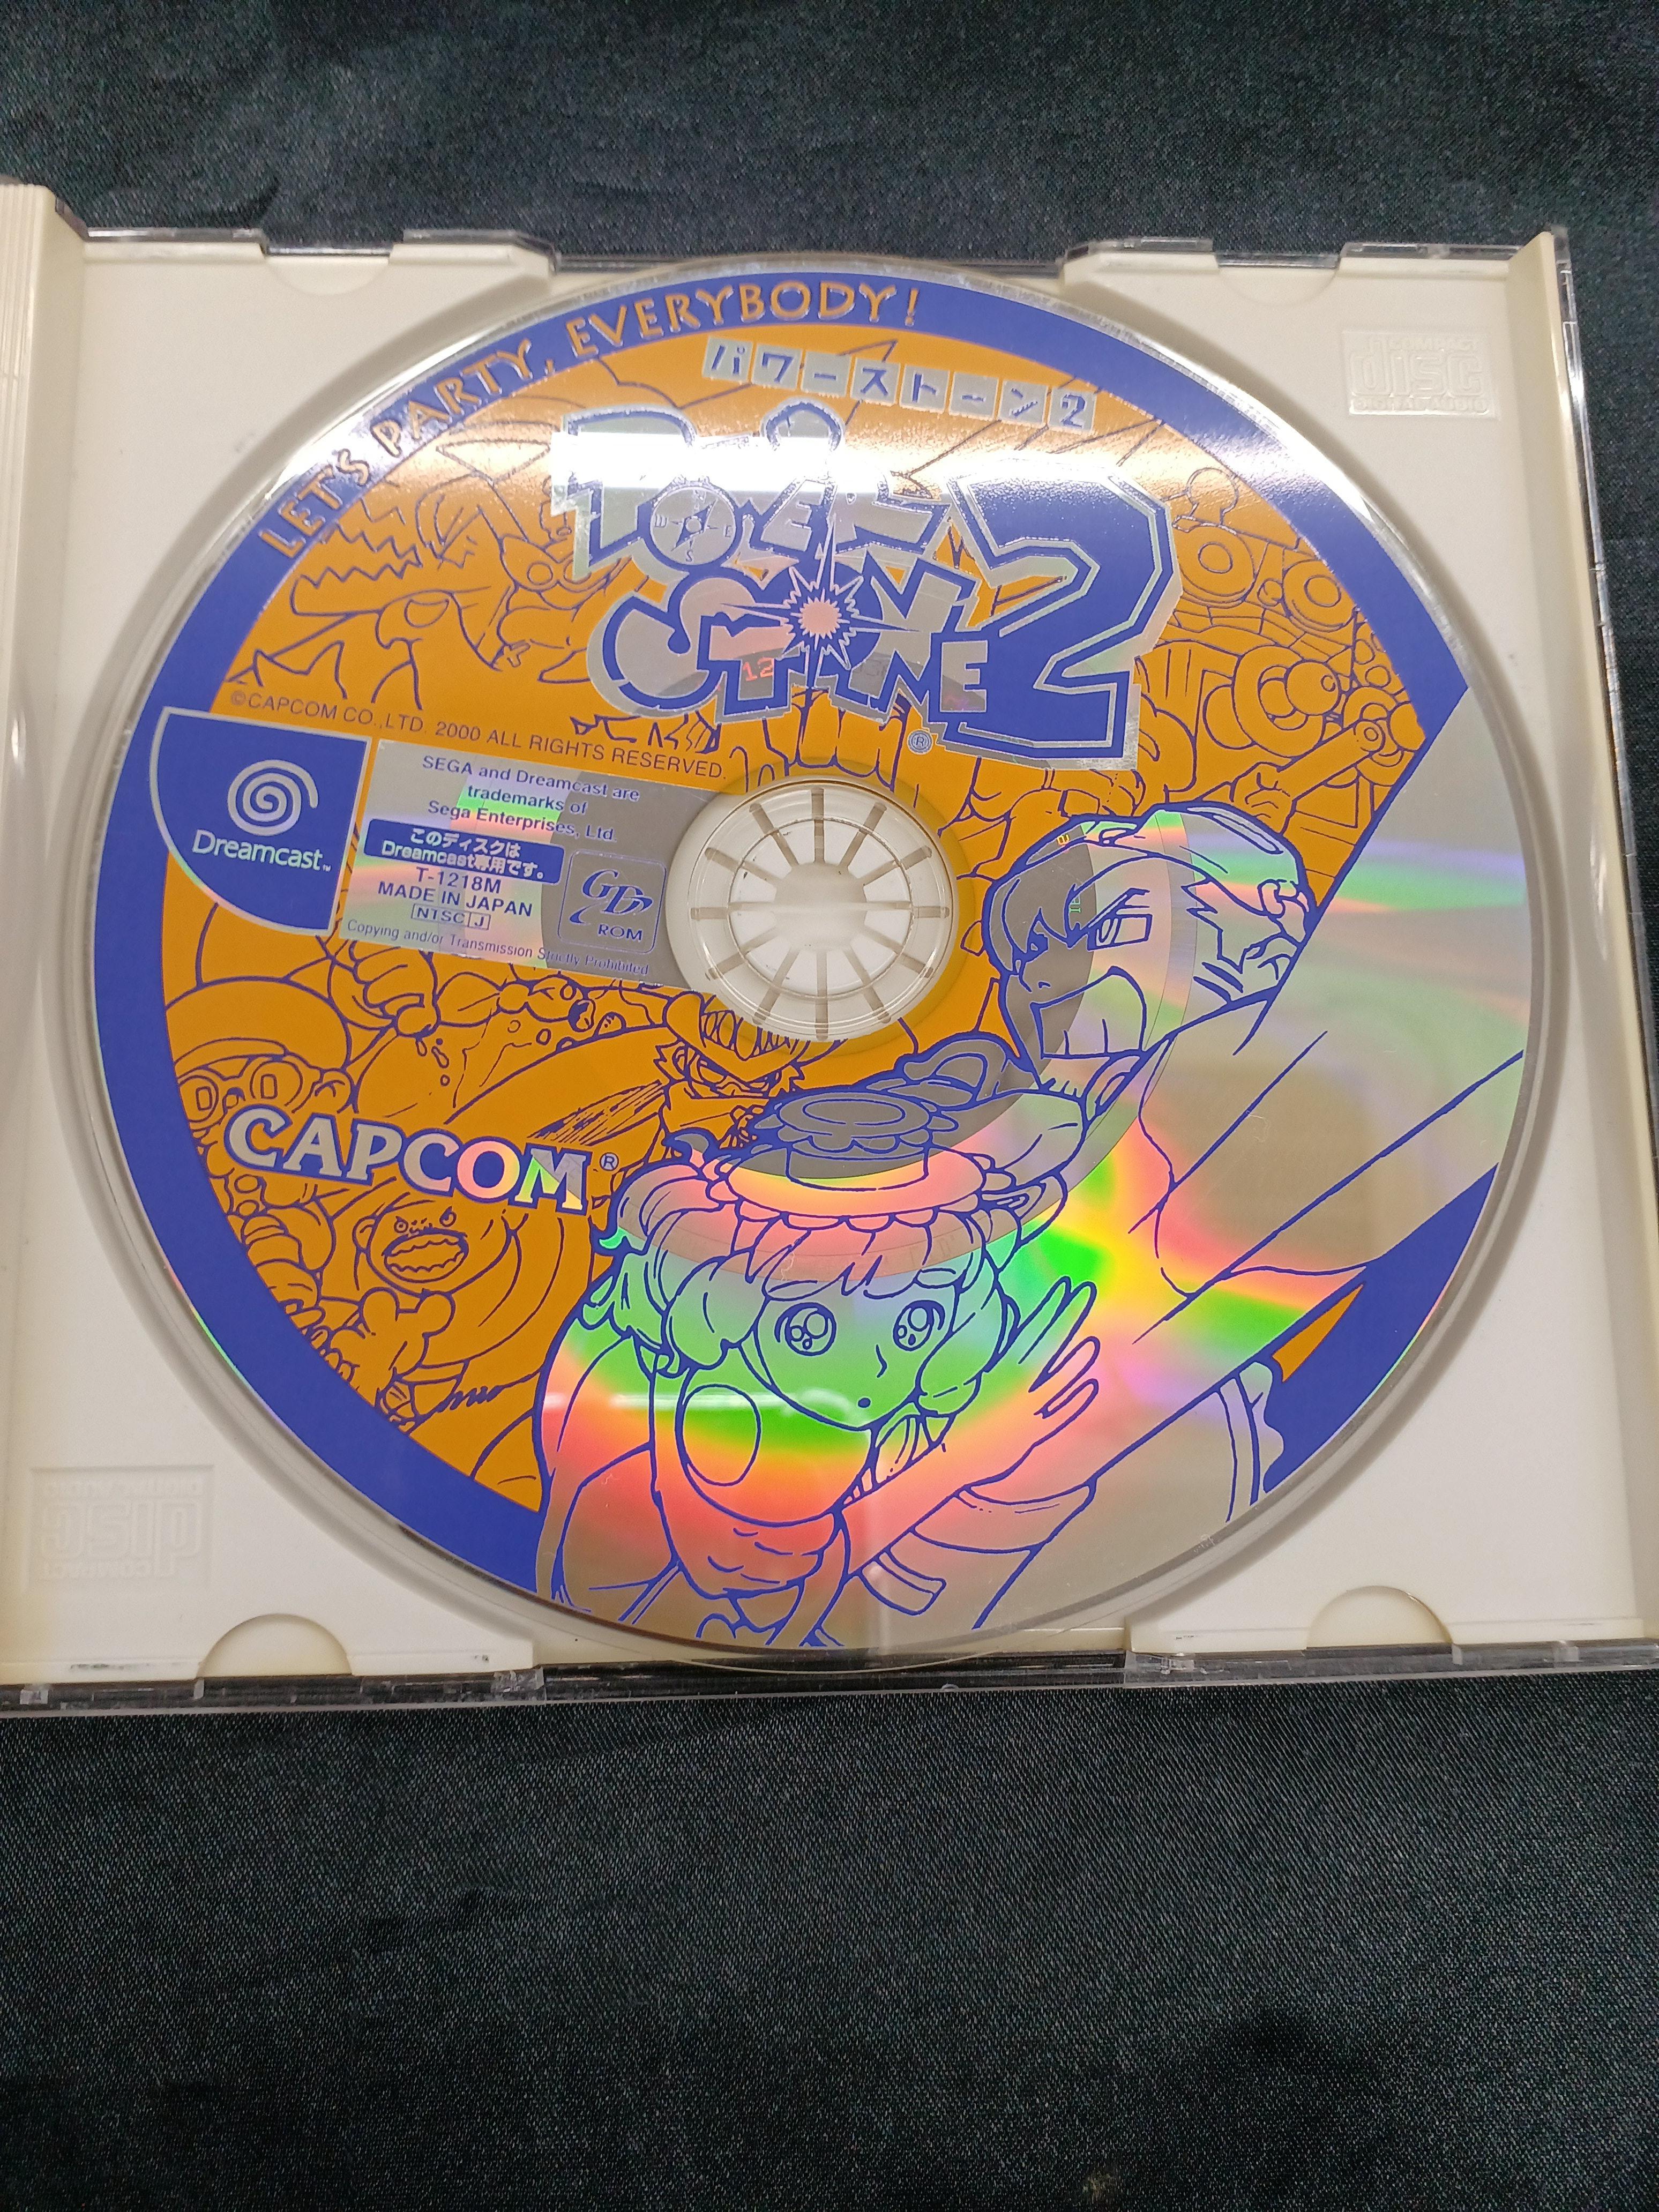 LET'S PARTY, EVERYBODY!
パワーストーン2
POWER
STONE 2
®
©CAPCOM CO.,LTD. 2000 ALL RIGHTS RESERVED.
Dreamcast™
SEGA and Dreamcast are
trademarks of
Sega Enterprises, Ltd.
このディスクは
Dreamcast専用です。
T-1218M
MADE IN JAPAN
NTSC J
GD
ROM
Copying and/or Transmission Strictly Prohibited
CAPCOM®
COMPACT
disc
DIGITAL AUDIO
COMPACT
disc